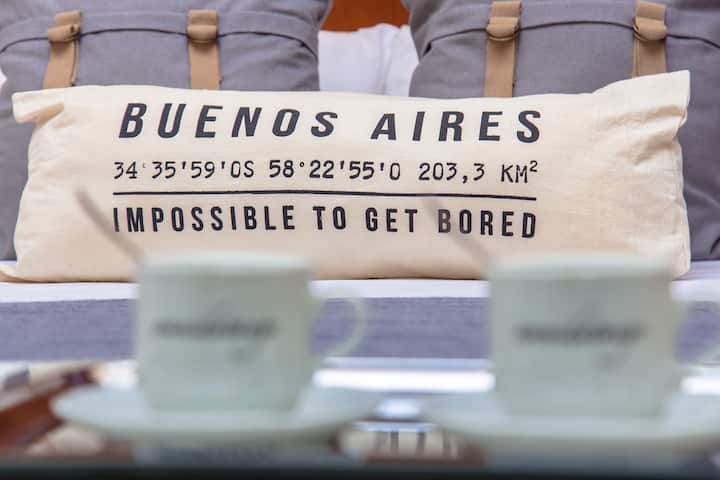 BUENOS AIRES
34°35'59'0S 58°22'55'0 203,3 KM²
IMPOSSIBLE TO GET BORED